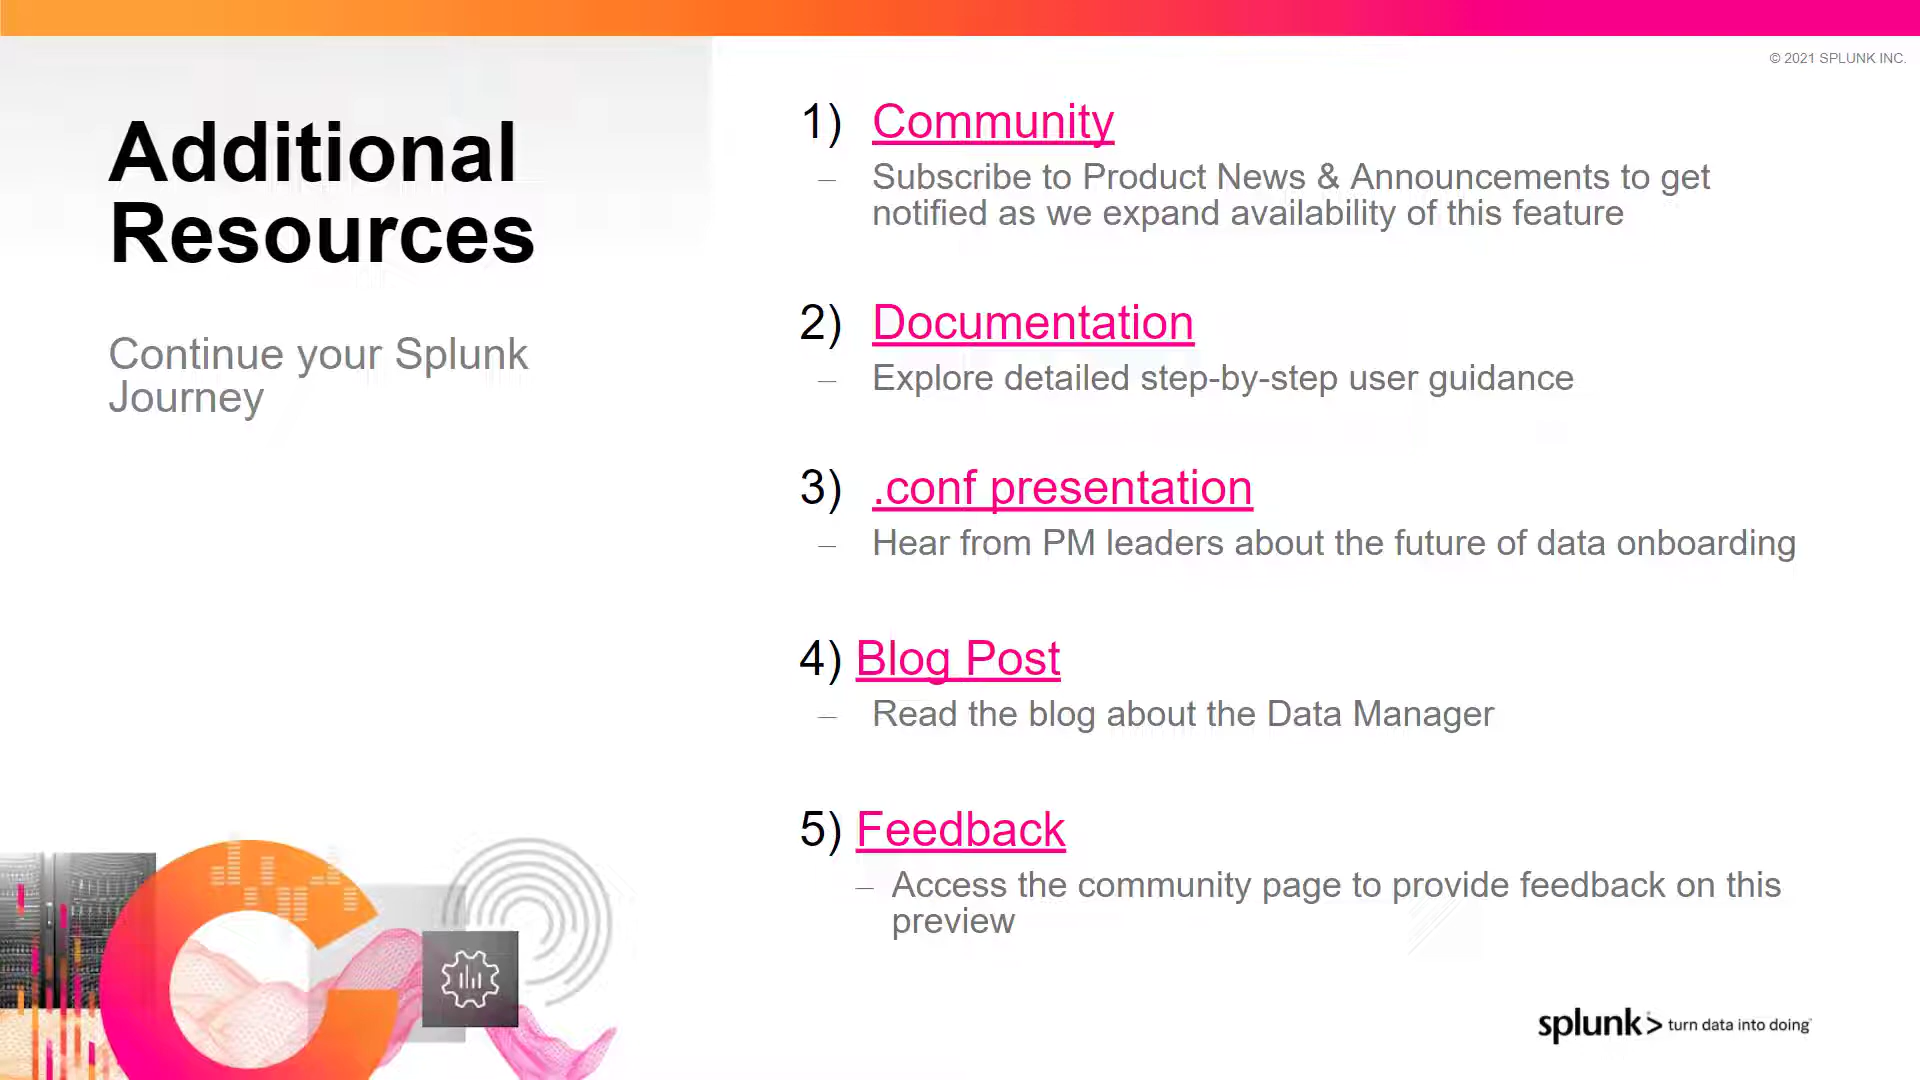 © 2021 SPLUNK INC.
Additional
Resources
Continue your Splunk
Journey
1) Community
– Subscribe to Product News & Announcements to get
notified as we expand availability of this feature
2) Documentation
– Explore detailed step-by-step user guidance
3) .conf presentation
– Hear from PM leaders about the future of data onboarding
4) Blog Post
– Read the blog about the Data Manager
5) Feedback
– Access the community page to provide feedback on this
preview
splunk> turn data into doing™